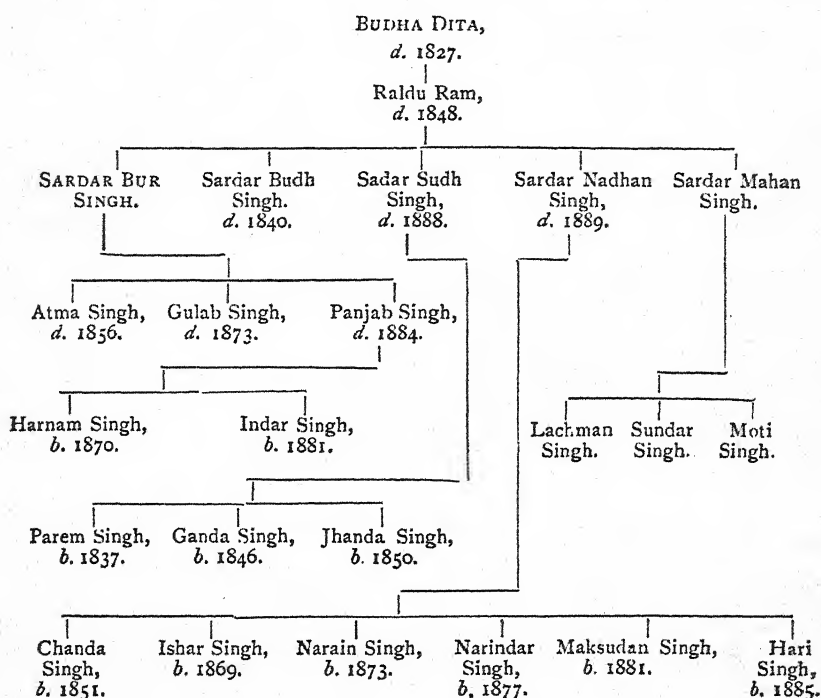 BUDHA DITA,
d. 1827.
Raldu Ram,
d. 1848.
SARDAR BUR
SINGH.
Sardar Budh
Singh.
d. 1840.
Sadar Sudh
Singh,
d. 1888.
Sardar Nadhan
Singh,
d. 1889.
Sardar Mahan
Singh.
Atma Singh,
d. 1856.
Gulab Singh,
d. 1873.
Panjab Singh,
d. 1884.
Harnam Singh,
b. 1870.
Indar Singh,
b. 1881.
Lachman
Singh.
Sundar
Singh.
Moti
Singh.
Parem Singh,
b. 1837.
Ganda Singh,
b. 1846.
Jhanda Singh,
b. 1850.
Chanda
Singh,
b. 1851.
Ishar Singh,
b. 1869.
Narain Singh,
b. 1873.
Narindar
Singh,
b. 1877.
Maksudan Singh,
b. 1881.
Hari
Singh,
b. 1885.